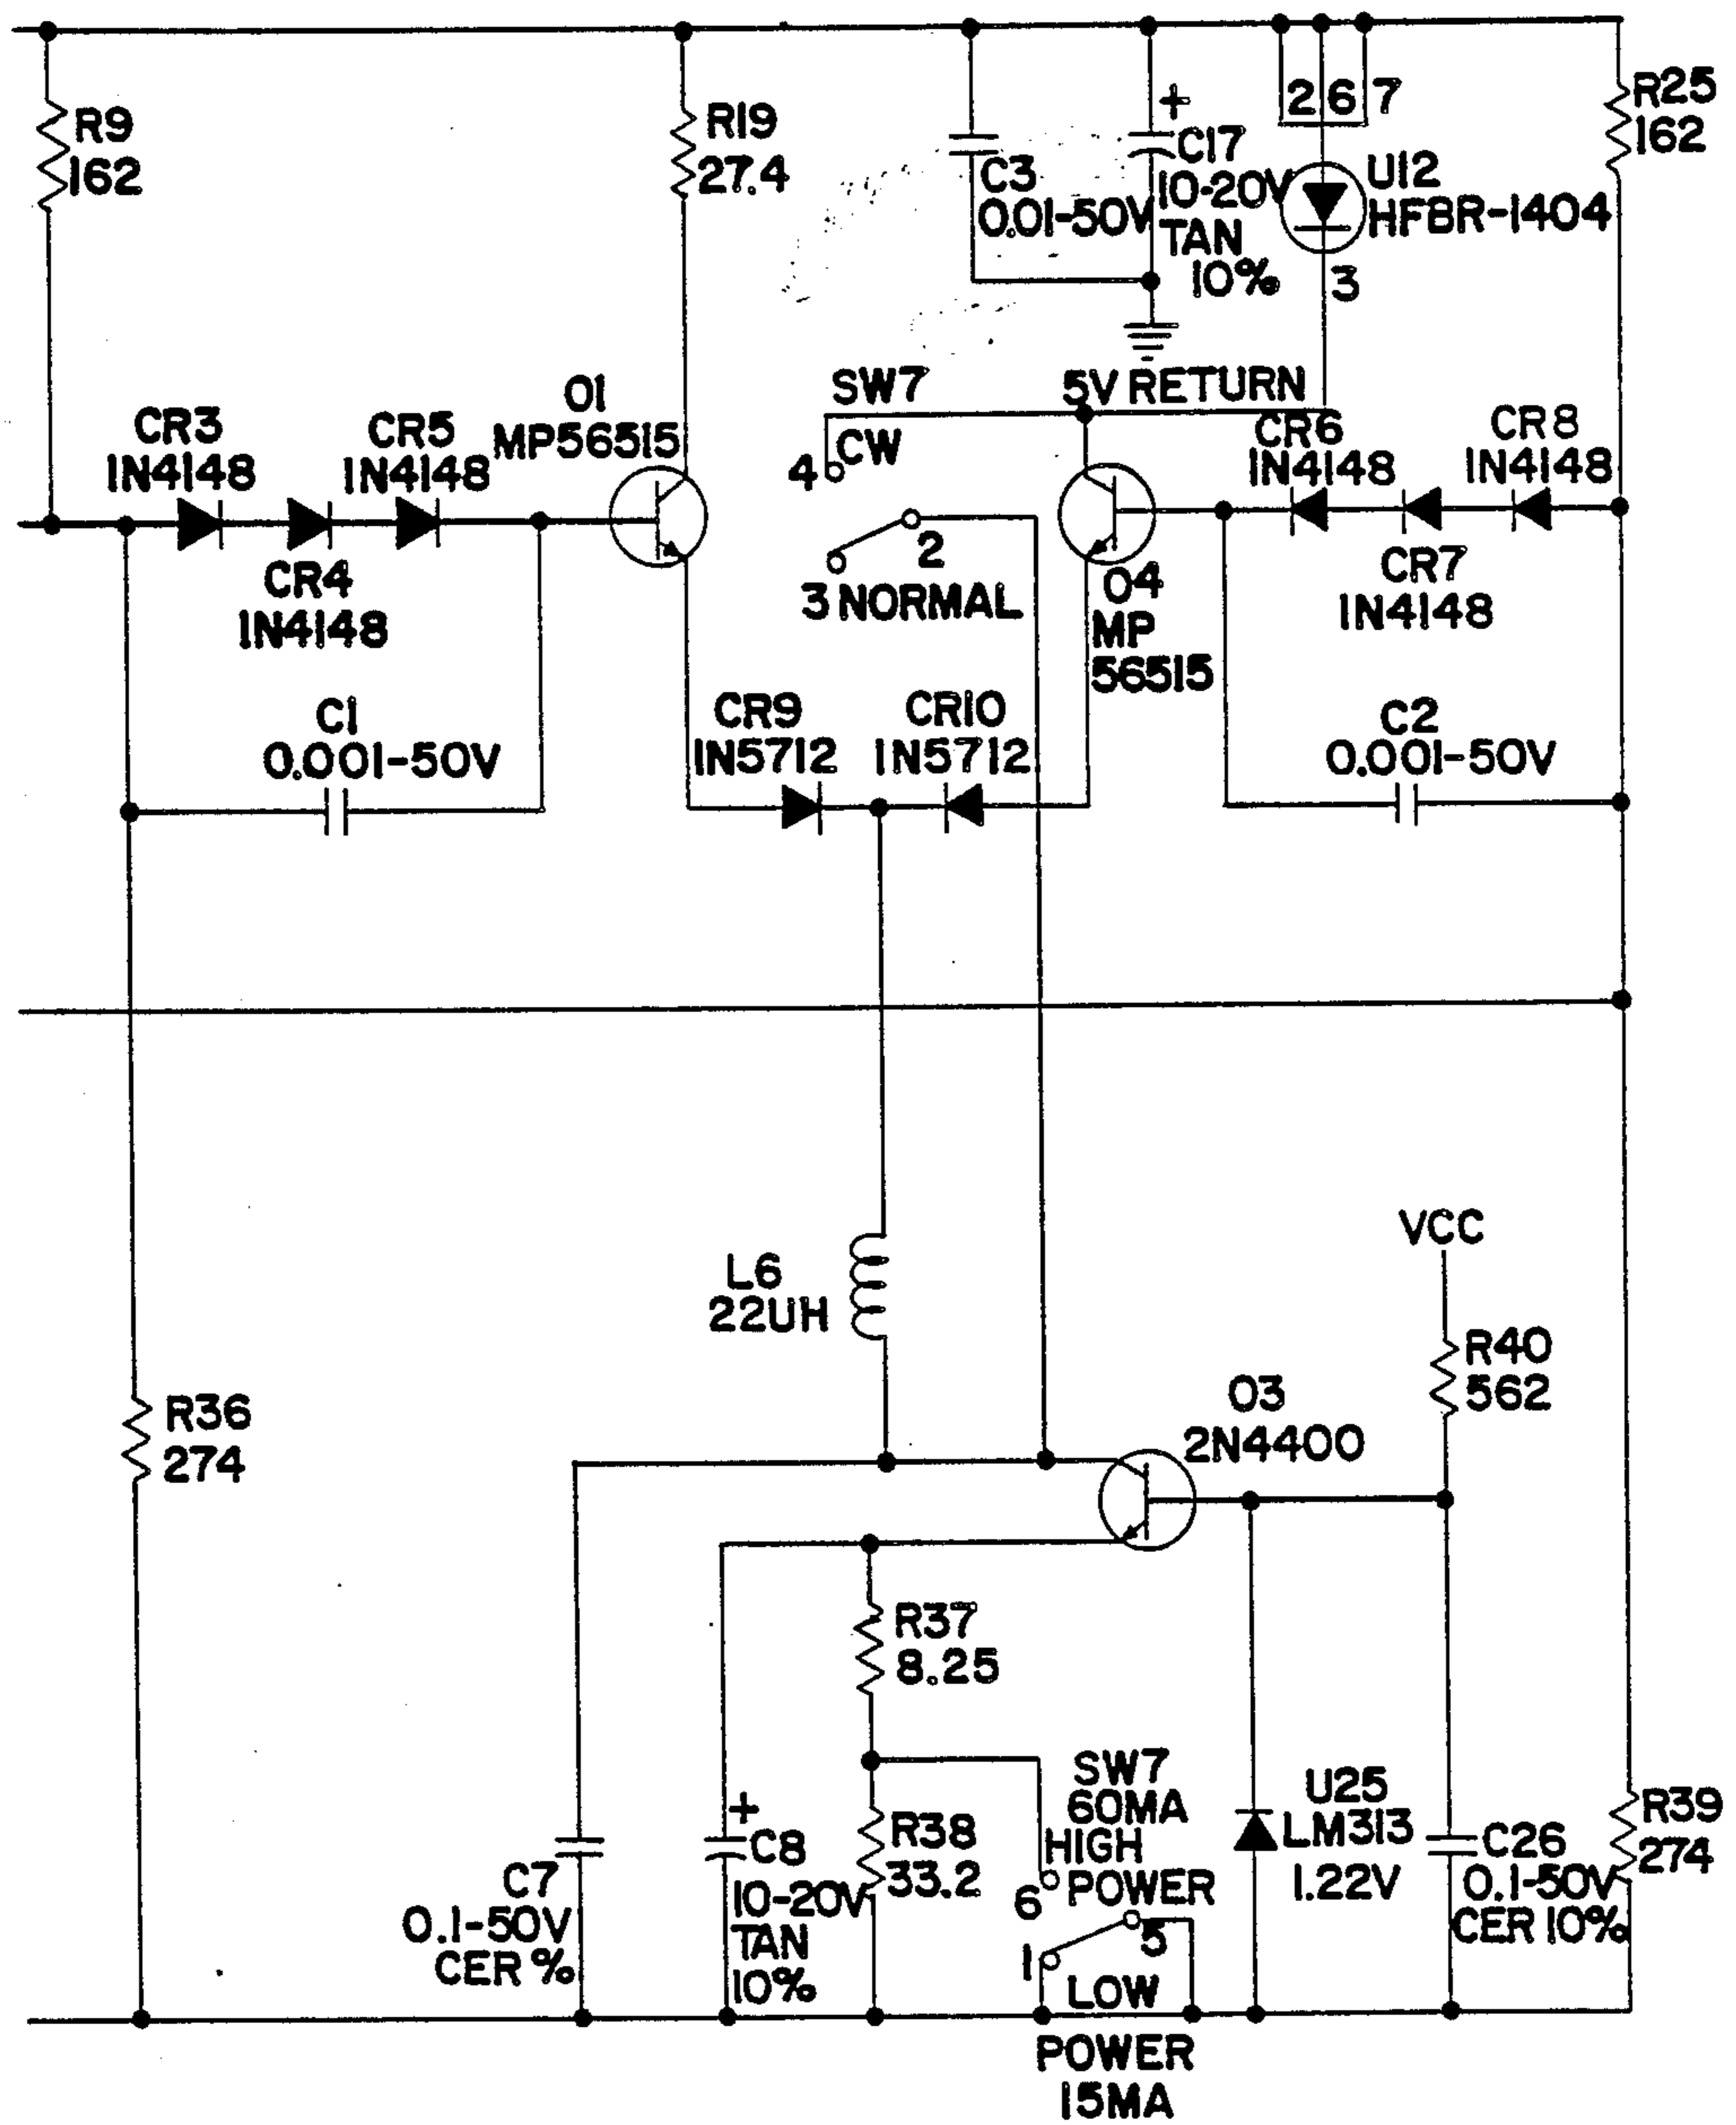 R9
162
R19
27.4
C3
0.01-50V
+
C17
10-20V
TAN
10%
2 6 7
U12
HFBR-1404
3
R25
162
CR3
1N4148
CR5
1N4148
O1
MP56515
CR4
1N4148
SW7
CW
4
2
3 NORMAL
5V RETURN
CR6
1N4148
CR8
1N4148
CR7
1N4148
O4
MP
56515
C1
0.001-50V
CR9
1N5712
CR10
1N5712
C2
0.001-50V
L6
22UH
VCC
R40
562
R36
274
O3
2N4400
R37
8.25
+
C8
10-20V
TAN
10%
C7
0.1-50V
CER %
R38
33.2
SW7
60MA
HIGH
POWER
6
5
1
LOW
POWER
15MA
U25
LM313
1.22V
C26
0.1-50V
CER 10%
R39
274